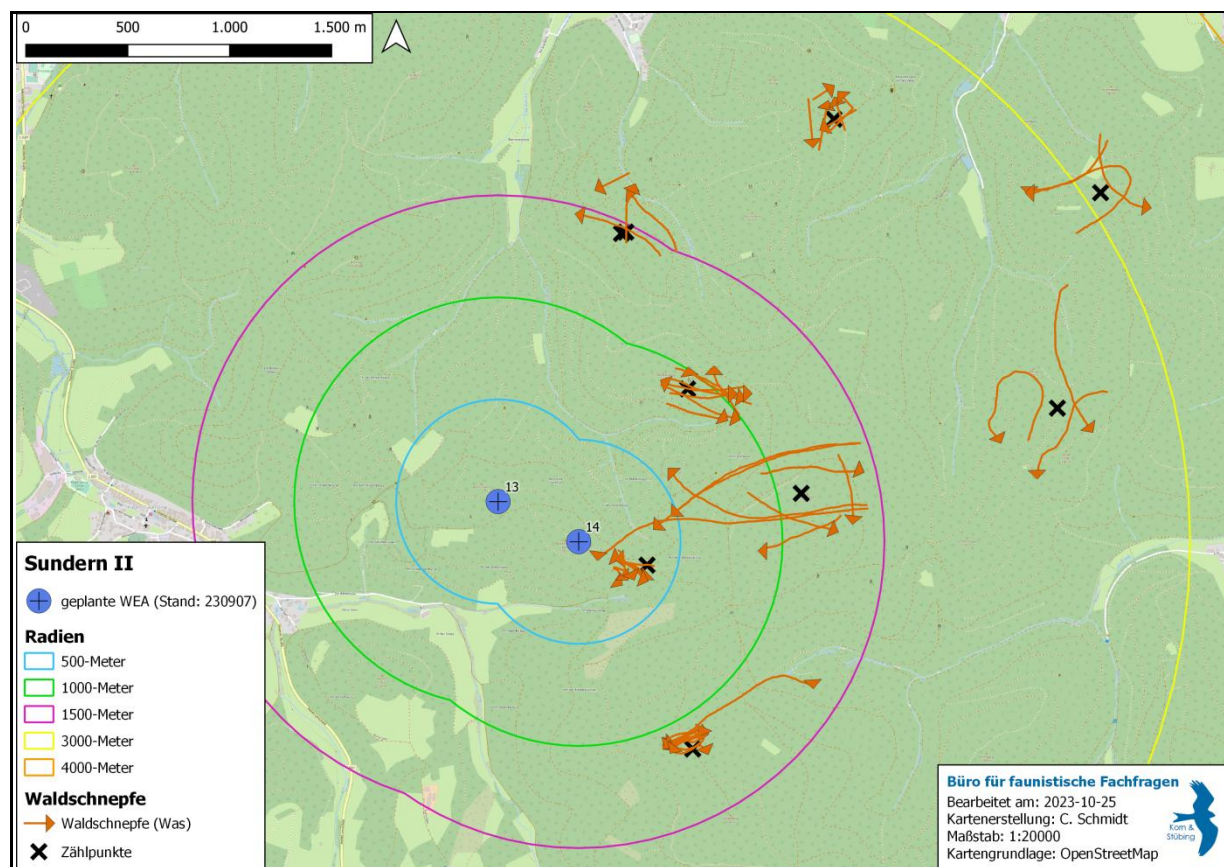 0 500 1.000 1.500 m
13
14
Sundern II
geplante WEA (Stand: 230907)
Radien
500-Meter
1000-Meter
1500-Meter
3000-Meter
4000-Meter
Waldschnepfe
Waldschnepfe (Was)
Zählpunkte
Büro für faunistische Fachfragen
Bearbeitet am: 2023-10-25
Kartenerstellung: C. Schmidt
Maßstab: 1:20000
Kartengrundlage: OpenStreetMap
Korn &
Stübing